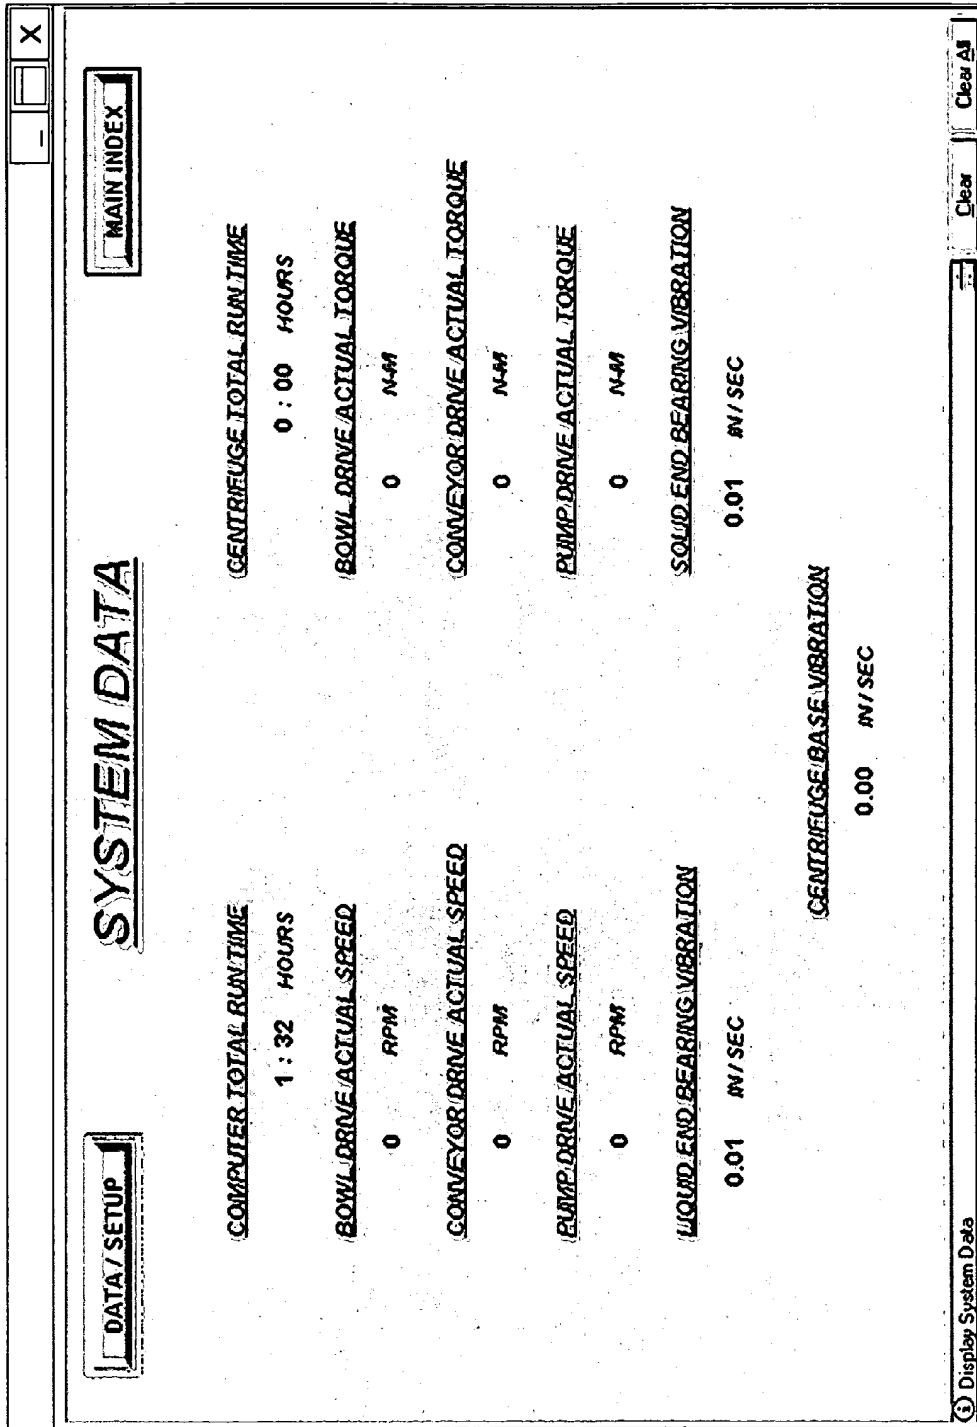 DATA / SETUP
SYSTEM DATA
MAIN INDEX
COMPUTER TOTAL RUN TIME
1 : 32 HOURS
CENTRIFUGE TOTAL RUN TIME
0 : 00 HOURS
BOWL DRIVE ACTUAL SPEED
0 RPM
BOWL DRIVE ACTUAL TORQUE
0 N-M
CONVEYOR DRIVE ACTUAL SPEED
0 RPM
CONVEYOR DRIVE ACTUAL TORQUE
0 N-M
PUMP DRIVE ACTUAL SPEED
0 RPM
PUMP DRIVE ACTUAL TORQUE
0 N-M
LIQUID END BEARING VIBRATION
0.01 IN / SEC
SOLID END BEARING VIBRATION
0.01 IN / SEC
CENTRIFUGE BASE VIBRATION
0.00 IN / SEC
Display System Data
Clear
Clear All